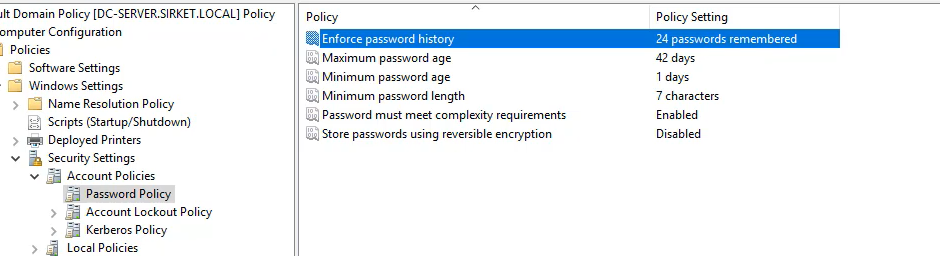 ult Domain Policy [DC-SERVER.SIRKET.LOCAL] Policy
omputer Configuration
Policies
Software Settings
Windows Settings
Name Resolution Policy
Scripts (Startup/Shutdown)
Deployed Printers
Security Settings
Account Policies
Password Policy
Account Lockout Policy
Kerberos Policy
Local Policies
Policy Policy Setting
Enforce password history 24 passwords remembered
Maximum password age 42 days
Minimum password age 1 days
Minimum password length 7 characters
Password must meet complexity requirements Enabled
Store passwords using reversible encryption Disabled